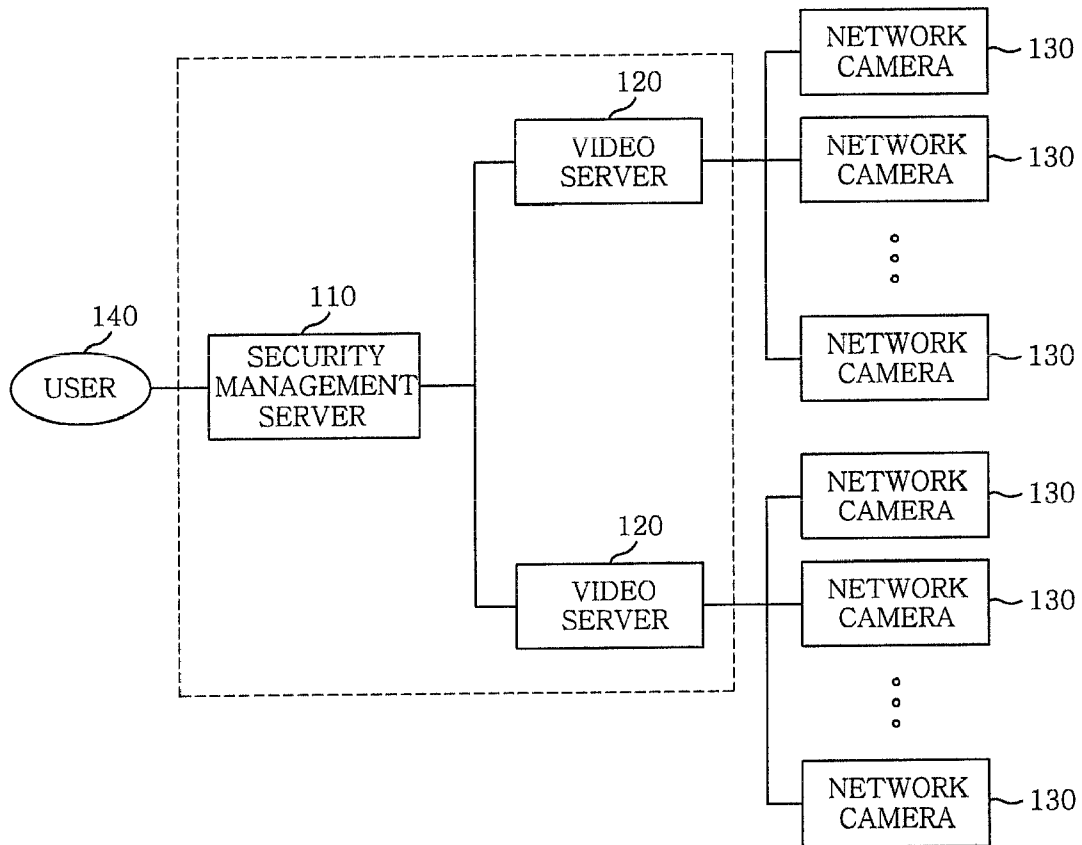 NETWORK
CAMERA
130
120
VIDEO
SERVER
NETWORK
CAMERA
130
110
140
USER
SECURITY
MANAGEMENT
SERVER
NETWORK
CAMERA
130
NETWORK
CAMERA
130
120
VIDEO
SERVER
NETWORK
CAMERA
130
NETWORK
CAMERA
130